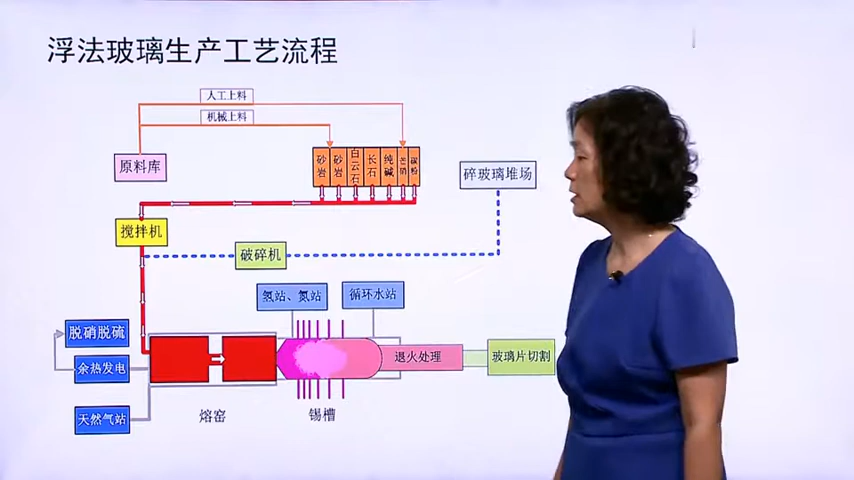 浮法玻璃生产工艺流程
人工上料
机械上料
原料库
砂岩
砂岩
白云石
长石
纯碱
芒硝
碳粉
碎玻璃堆场
搅拌机
破碎机
氢站、氮站
循环水站
脱硝脱硫
余热发电
天然气站
退火处理
玻璃片切割
熔窑
锡槽